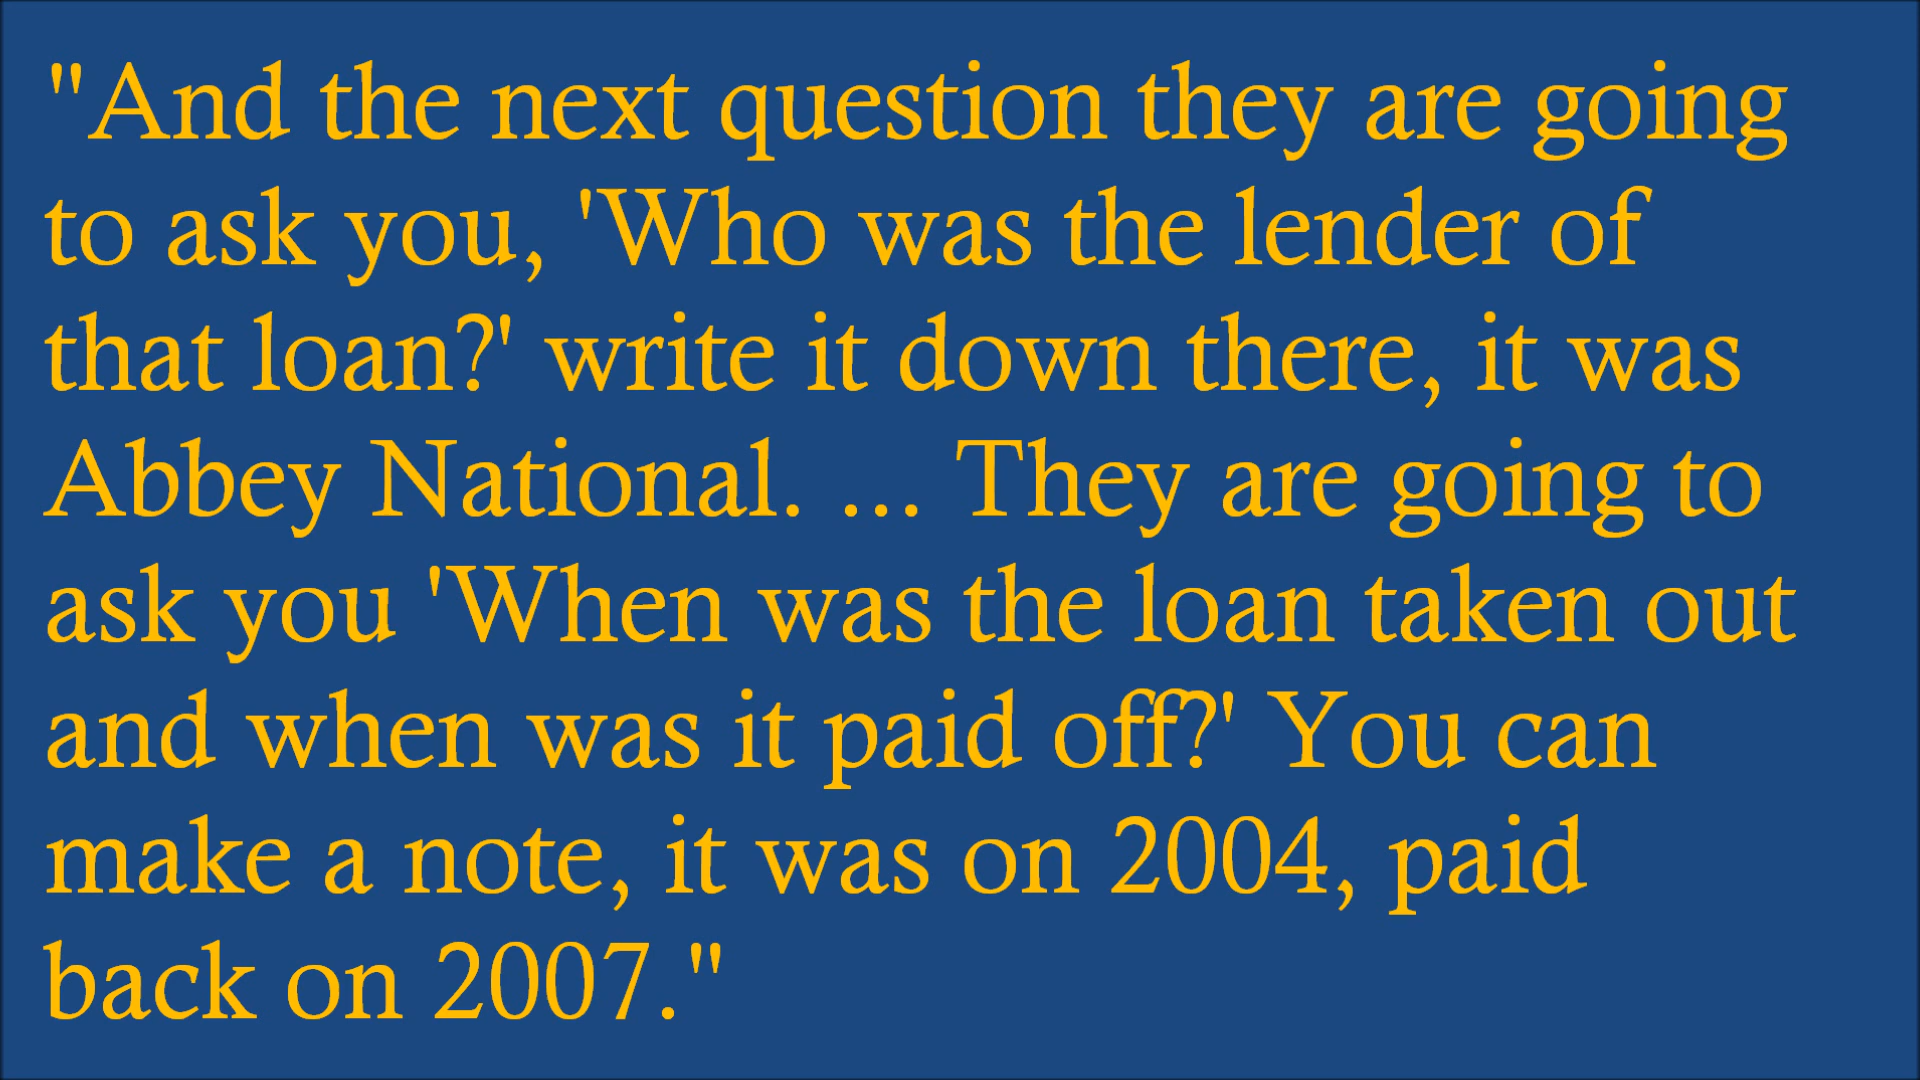 "And the next question they are going
to ask you, 'Who was the lender of
that loan?' write it down there, it was
Abbey National. ... They are going to
ask you 'When was the loan taken out
and when was it paid off?' You can
make a note, it was on 2004, paid
back on 2007."